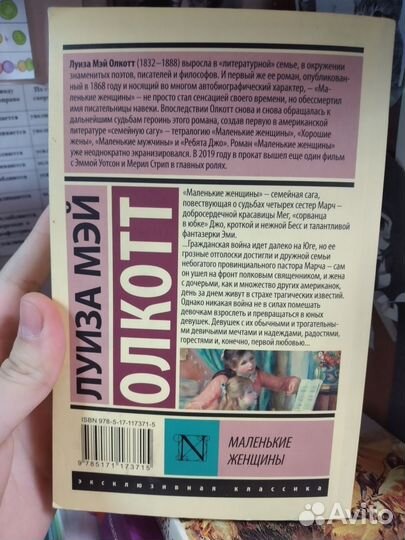 Луиза Мэй Олкотт (1832–1888) выросла в «литературной» семье, в окружении
знаменитых поэтов, писателей и философов. И первый же ее роман, опубликован-
ный в 1868 году и носящий во многом автобиографический характер, – «Ма-
ленькие женщины» – не просто стал сенсацией своего времени, но обессмертил
имя писательницы навеки. Впоследствии Олкотт снова и снова обращалась к
дальнейшим судьбам героинь этого романа, создав первую в американской
литературе «семейную сагу» – тетралогию «Маленькие женщины», «Хорошие
жены», «Маленькие мужчины» и «Ребята Джо». Роман «Маленькие женщины»
уже неоднократно экранизировался. В 2019 году в прокат вышел еще один фильм
с Эммой Уотсон и Мерил Стрип в главных ролях.
ЛУИЗА МЭЙ
ОЛКОТТ
«Маленькие женщины» – семейная сага,
повествующая о судьбах четырех сестер Марч –
добросердечной красавицы Мег, «сорванца
в юбке» Джо, кроткой и нежной Бесс и талантливой
фантазерки Эми.
...Гражданская война идет далеко на Юге, но ее
грозные отголоски достигли и дружной семьи
небогатого провинциального пастора Марча – сам
он ушел на фронт полковым священником, и жена
с дочерьми, как и множество других американок,
день за днем живут в страхе трагических известий.
Однако никакая война не в силах помешать
девочкам взрослеть и превращаться в юных
девушек. Девушек с их обычными и трогательны-
ми девичьими мечтами и надеждами, радостями,
горестями и, конечно, первой любовью...
ISBN 978-5-17-117371-5
9 785171 173715
N
МАЛЕНЬКИЕ
ЖЕНЩИНЫ
эксклюзивная классика
Avito